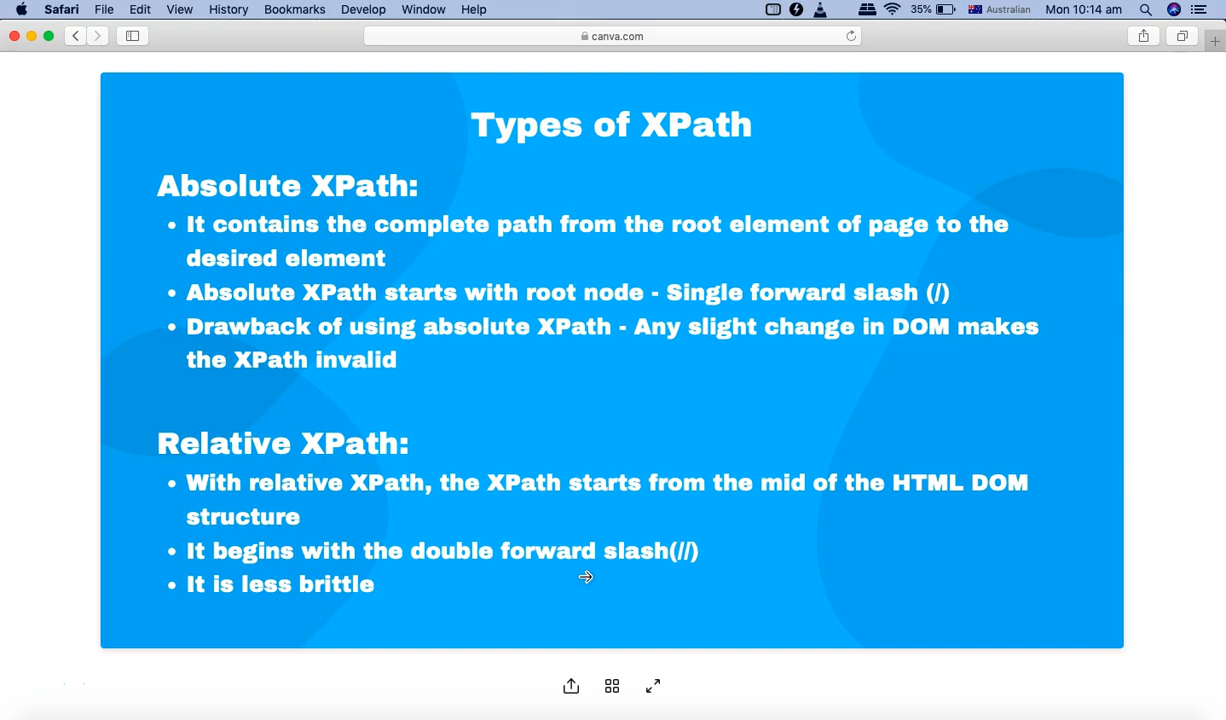 Safari File Edit View History Bookmarks Develop Window Help 35% Australian Mon 10:14 am
canva.com
Types of XPath
Absolute XPath:
• It contains the complete path from the root element of page to the
desired element
• Absolute XPath starts with root node - Single forward slash (/)
• Drawback of using absolute XPath - Any slight change in DOM makes
the XPath invalid
Relative XPath:
• With relative XPath, the XPath starts from the mid of the HTML DOM
structure
• It begins with the double forward slash(//)
• It is less brittle